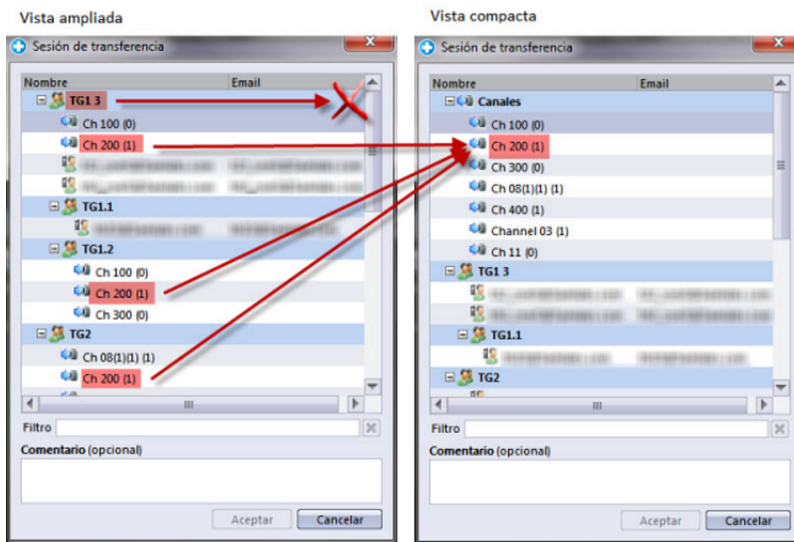 Vista ampliada
Sesión de transferencia
Nombre Email
TG1 3
Ch 100 (0)
Ch 200 (1)
TG1.1
TG1.2
Ch 100 (0)
Ch 200 (1)
Ch 300 (0)
TG2
Ch 08(1)(1) (1)
Ch 200 (1)
Filtro
Comentario (opcional)
Aceptar Cancelar
Vista compacta
Sesión de transferencia
Nombre Email
Canales
Ch 100 (0)
Ch 200 (1)
Ch 300 (0)
Ch 08(1)(1) (1)
Ch 400 (1)
Channel 03 (1)
Ch 11 (0)
TG1 3
TG1.1
TG2
Filtro
Comentario (opcional)
Aceptar Cancelar